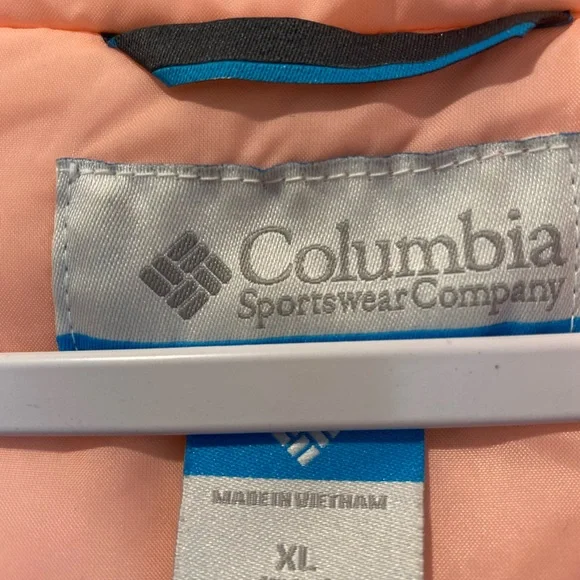 Columbia
Sportswear Company
MADE IN VIETNAM
XL